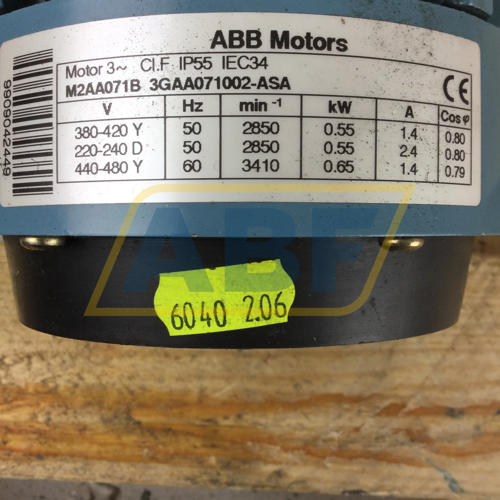 ABB Motors
Motor 3~ Cl.F IP55 IEC34
M2AA071B 3GAA071002-ASA
CE
V Hz min -1 kW A Cos φ
380-420 Y 50 2850 0.55 1.4 0.80
220-240 D 50 2850 0.55 2.4 0.80
440-480 Y 60 3410 0.65 1.4 0.79
9909042449
ABF
6040 2.06